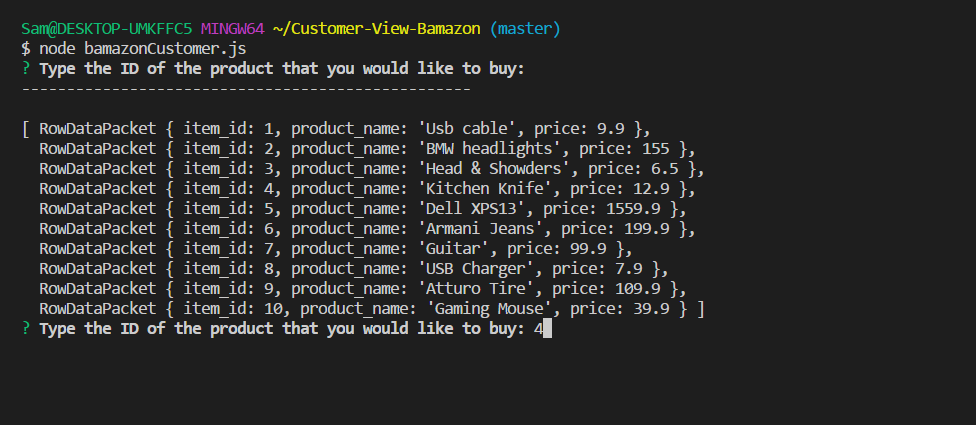 Sam@DESKTOP-UMKFFC5 MINGW64 ~/Customer-View-Bamazon (master)
$ node bamazonCustomer.js
? Type the ID of the product that you would like to buy:
--------------------------------------------------
[ RowDataPacket { item_id: 1, product_name: 'Usb cable', price: 9.9 },
  RowDataPacket { item_id: 2, product_name: 'BMW headlights', price: 155 },
  RowDataPacket { item_id: 3, product_name: 'Head & Showders', price: 6.5 },
  RowDataPacket { item_id: 4, product_name: 'Kitchen Knife', price: 12.9 },
  RowDataPacket { item_id: 5, product_name: 'Dell XPS13', price: 1559.9 },
  RowDataPacket { item_id: 6, product_name: 'Armani Jeans', price: 199.9 },
  RowDataPacket { item_id: 7, product_name: 'Guitar', price: 99.9 },
  RowDataPacket { item_id: 8, product_name: 'USB Charger', price: 7.9 },
  RowDataPacket { item_id: 9, product_name: 'Atturo Tire', price: 109.9 },
  RowDataPacket { item_id: 10, product_name: 'Gaming Mouse', price: 39.9 } ]
? Type the ID of the product that you would like to buy: 4